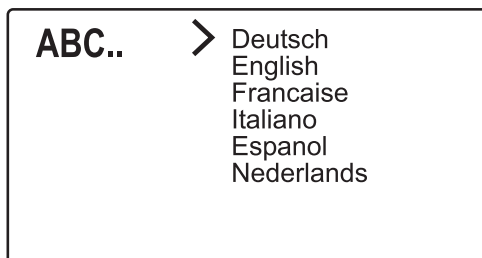 ABC.. > Deutsch
English
Francaise
Italiano
Espanol
Nederlands